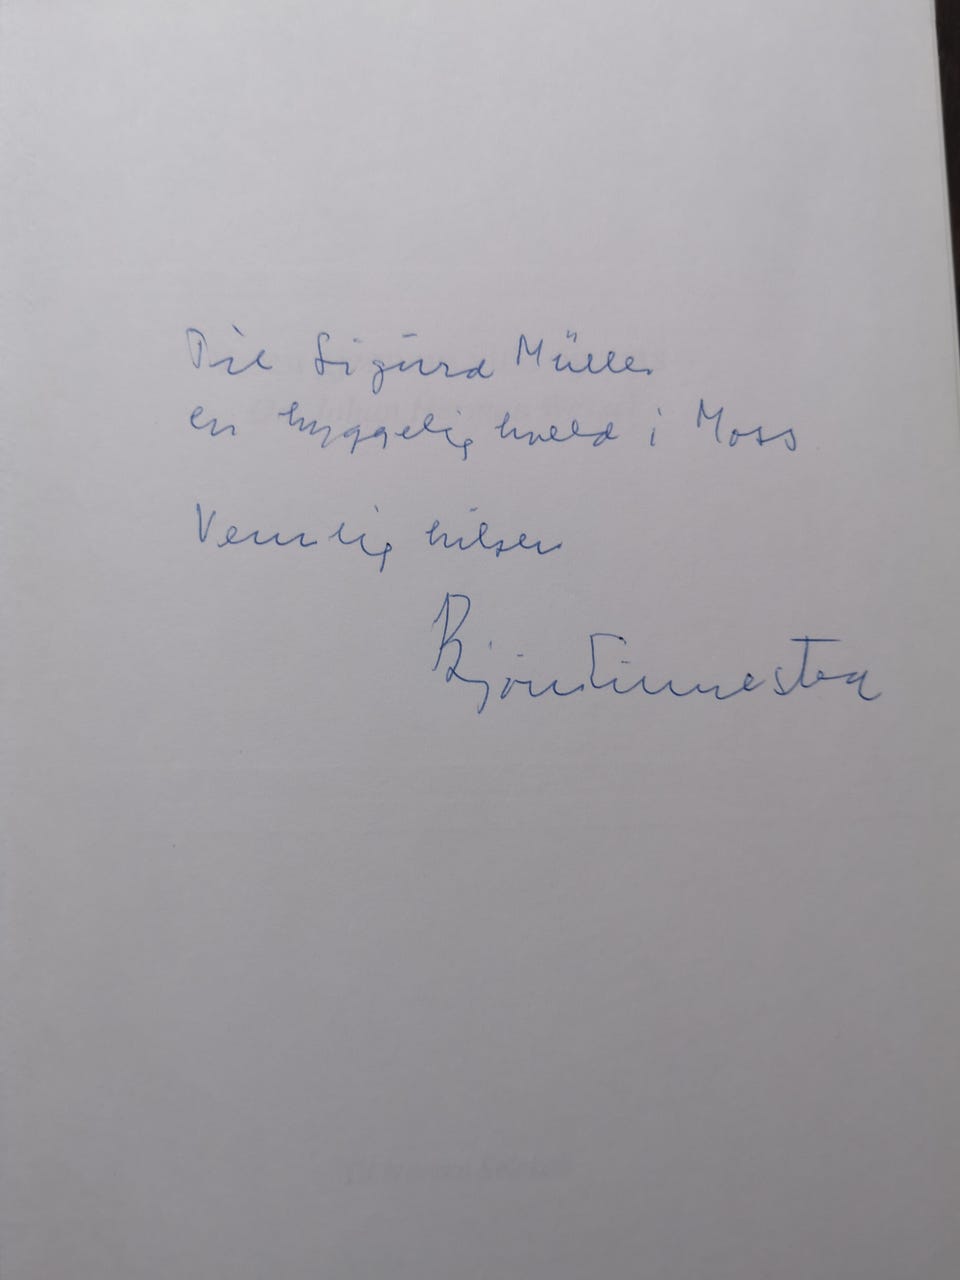 Til Sigurd Müller
en hyggelig kveld i Moss
Vennlig hilsen